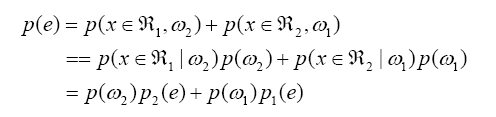 p(e) = p(x ∈ ℜ₁, ω₂) + p(x ∈ ℜ₂, ω₁)
== p(x ∈ ℜ₁ | ω₂)p(ω₂) + p(x ∈ ℜ₂ | ω₁)p(ω₁)
= p(ω₂)p₂(e) + p(ω₁)p₁(e)